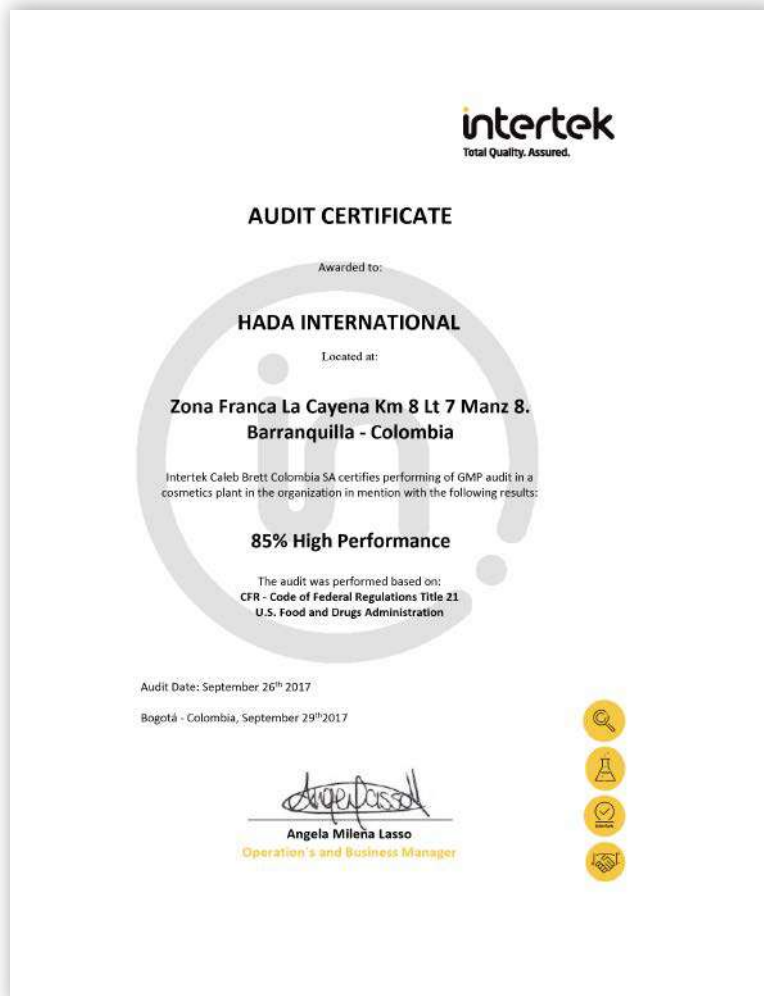 intertek
Total Quality. Assured.
AUDIT CERTIFICATE
Awarded to:
HADA INTERNATIONAL
Located at:
Zona Franca La Cayena Km 8 Lt 7 Manz 8.
Barranquilla - Colombia
Intertek Caleb Brett Colombia SA certifies performing of GMP audit in a
cosmetics plant in the organization in mention with the following results:
85% High Performance
The audit was performed based on:
CFR - Code of Federal Regulations Title 21
U.S. Food and Drugs Administration
Audit Date: September 26th 2017
Bogotá - Colombia, September 29th2017
Angela Milena Lasso
Operation´s and Business Manager